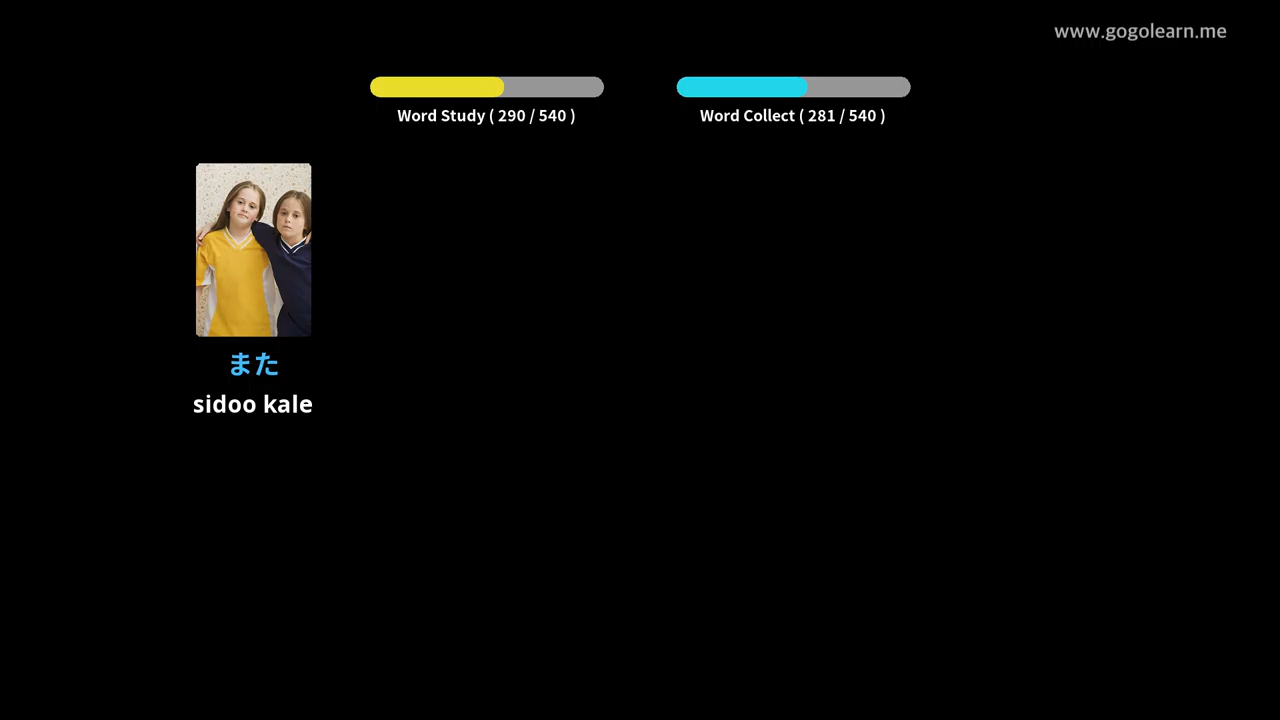 www.gogolearn.me
Word Study ( 290 / 540 )
Word Collect ( 281 / 540 )
また
sidoo kale